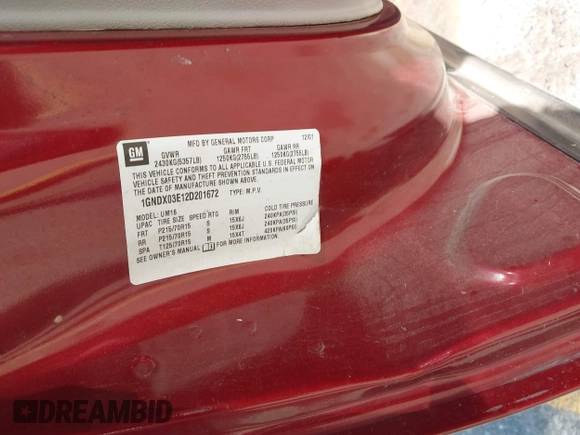 MFD BY GENERAL MOTORS CORP 12/01
GM GVWR GAWR FRT GAWR RR
2430KG(5357LB) 1250KG(2756LB) 1250KG(2756LB)
THIS VEHICLE CONFORMS TO ALL APPLICABLE U.S. FEDERAL MOTOR
VEHICLE SAFETY AND THEFT PREVENTION STANDARDS IN EFFECT ON
THE DATE OF MANUFACTURE SHOWN ABOVE.
1GNDX03E12D201672 TYPE: M.P.V.
MODEL: UM16
UPAC TIRE SIZE SPEED RTG RIM COLD TIRE PRESSURE
FRT P215/70R15 S 15X6J 240KPA(35PSI)
RR P215/70R15 S 15X6J 240KPA(35PSI)
SPA T125/70R15 M 15X4T 420KPA(60PSI)
SEE OWNER'S MANUAL FOR MORE INFORMATION
DREAMBID